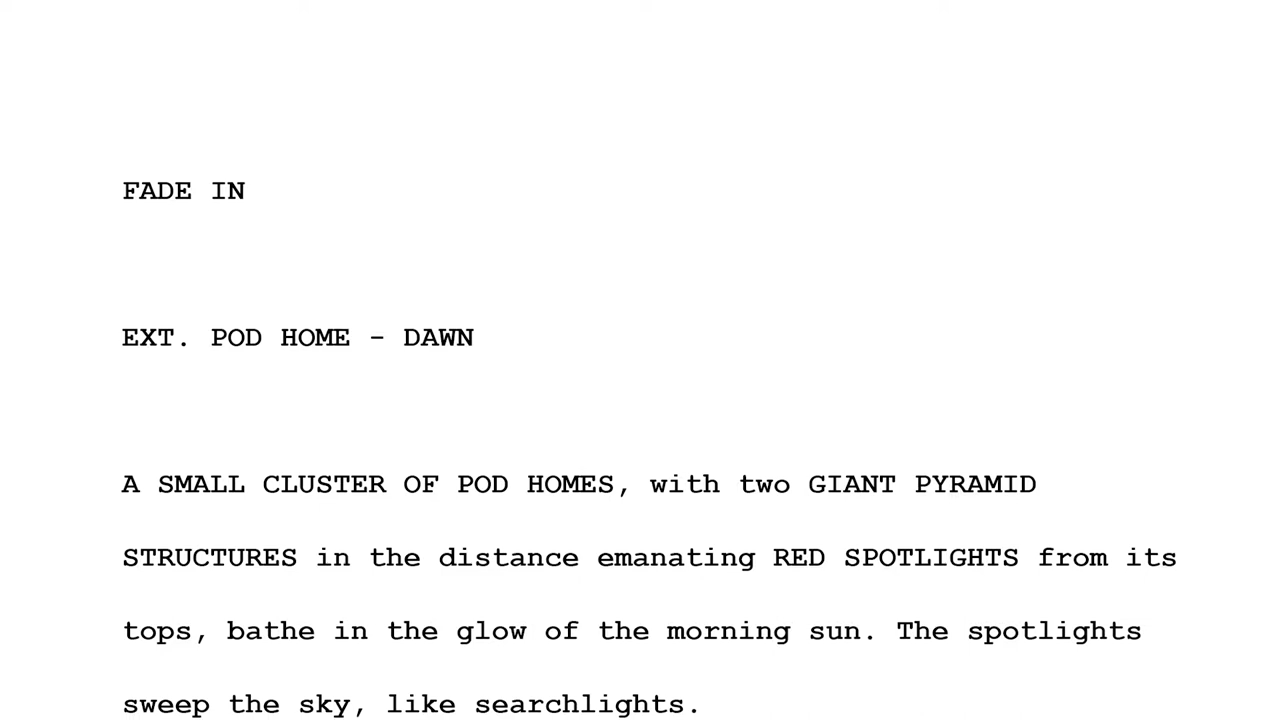 FADE IN
EXT. POD HOME - DAWN
A SMALL CLUSTER OF POD HOMES, with two GIANT PYRAMID
STRUCTURES in the distance emanating RED SPOTLIGHTS from its
tops, bathe in the glow of the morning sun. The spotlights
sweep the sky, like searchlights.